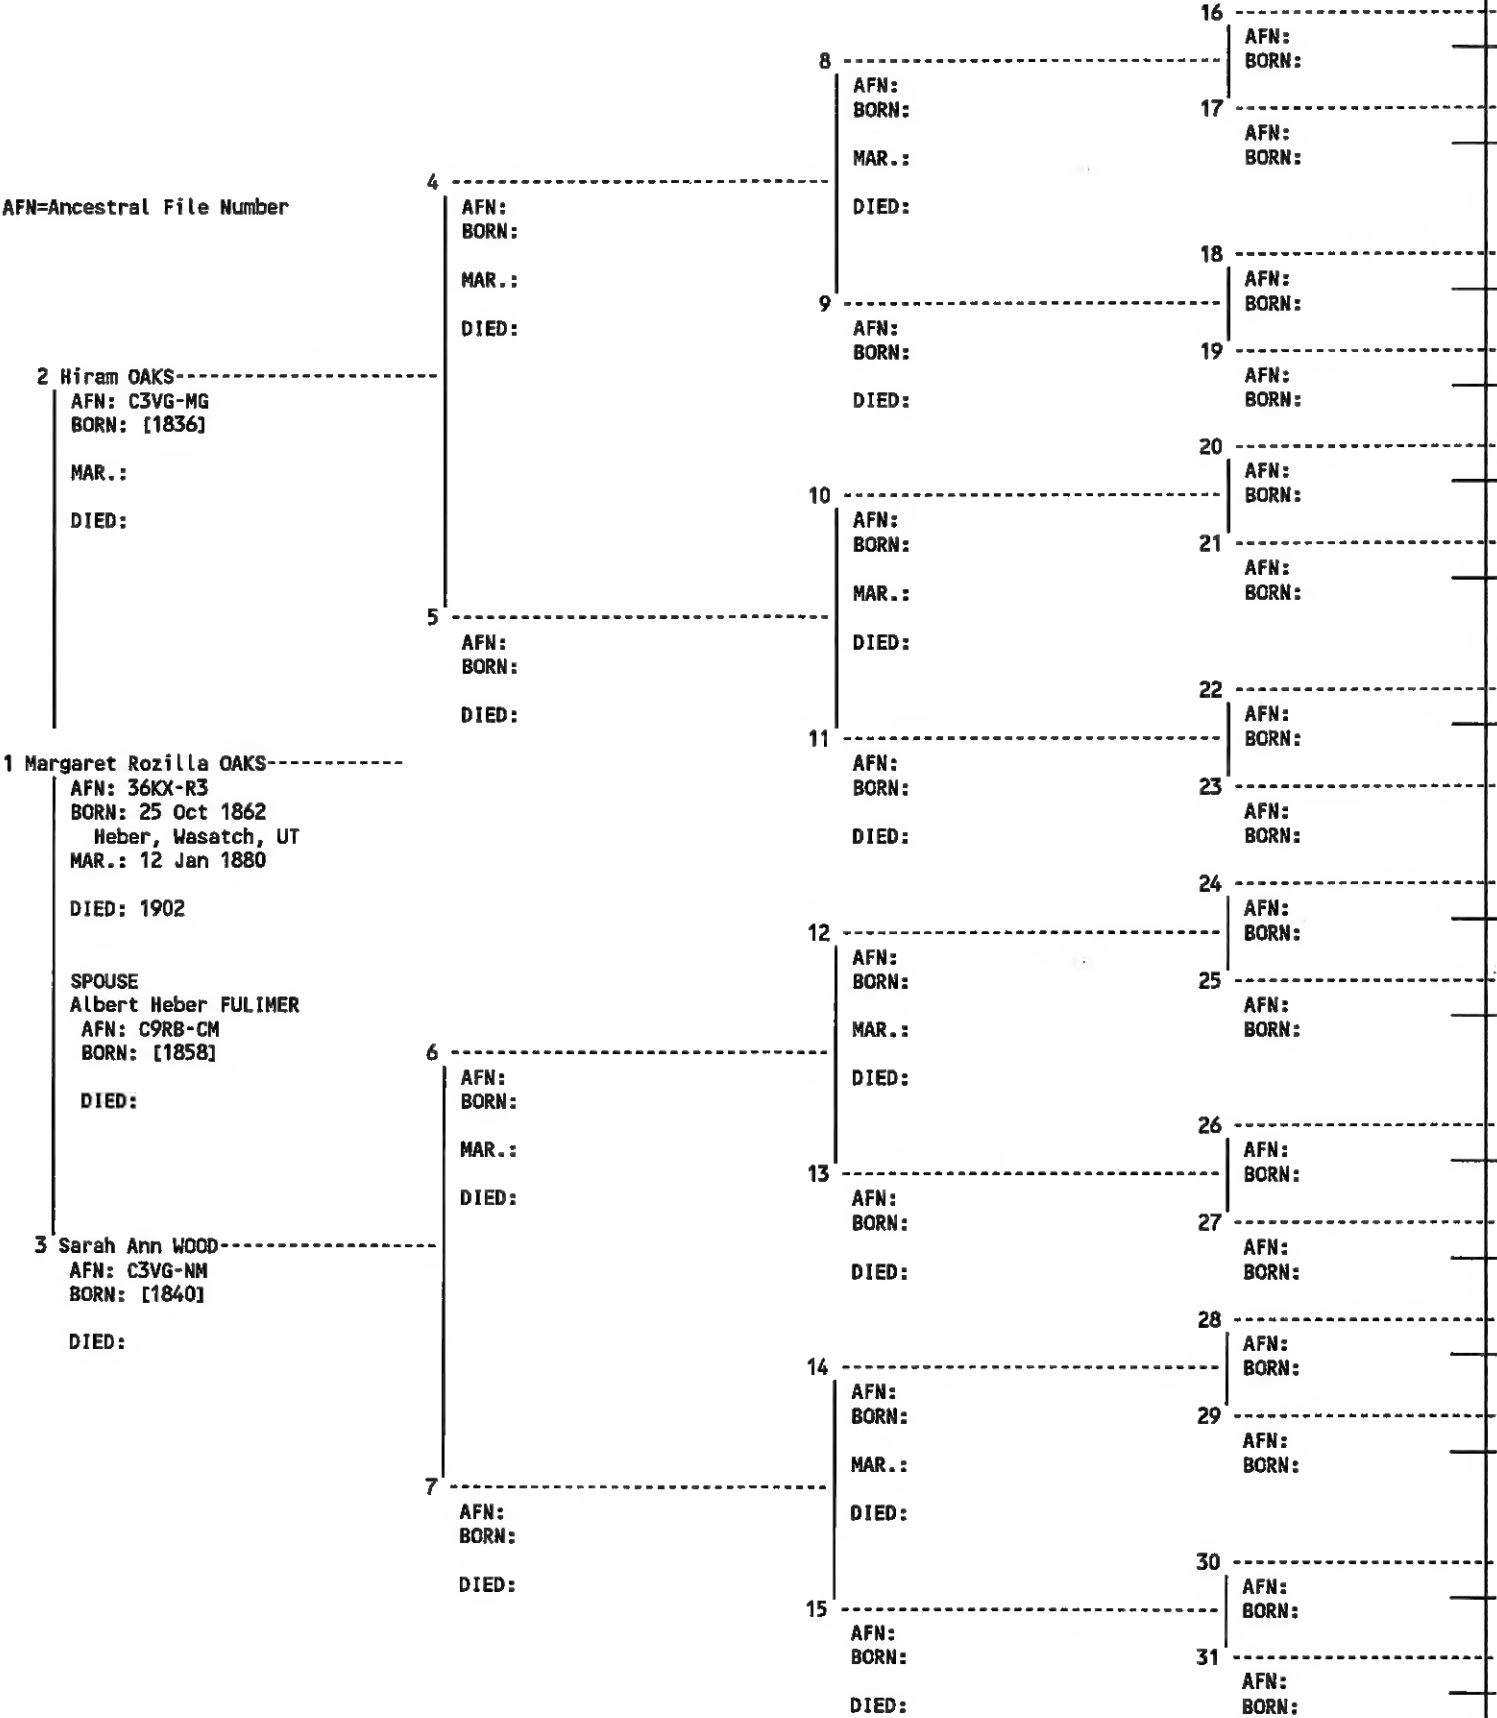 AFN=Ancestral File Number
1 Margaret Rozilla OAKS------------
AFN: 36KX-R3
BORN: 25 Oct 1862
Heber, Wasatch, UT
MAR.: 12 Jan 1880
DIED: 1902
SPOUSE
Albert Heber FULIMER
AFN: C9RB-CM
BORN: [1858]
DIED:
2 Hiram OAKS-----------------------
AFN: C3VG-MG
BORN: [1836]
MAR.:
DIED:
3 Sarah Ann WOOD-------------------
AFN: C3VG-NM
BORN: [1840]
DIED:
4
AFN:
BORN:
MAR.:
DIED:
5
AFN:
BORN:
DIED:
6
AFN:
BORN:
MAR.:
DIED:
7
AFN:
BORN:
DIED:
8
AFN:
BORN:
MAR.:
DIED:
9
AFN:
BORN:
DIED:
10
AFN:
BORN:
MAR.:
DIED:
11
AFN:
BORN:
DIED:
12
AFN:
BORN:
MAR.:
DIED:
13
AFN:
BORN:
DIED:
14
AFN:
BORN:
MAR.:
DIED:
15
AFN:
BORN:
DIED:
16
AFN:
BORN:
17
AFN:
BORN:
18
AFN:
BORN:
19
AFN:
BORN:
20
AFN:
BORN:
21
AFN:
BORN:
22
AFN:
BORN:
23
AFN:
BORN:
24
AFN:
BORN:
25
AFN:
BORN:
26
AFN:
BORN:
27
AFN:
BORN:
28
AFN:
BORN:
29
AFN:
BORN:
30
AFN:
BORN:
31
AFN:
BORN: